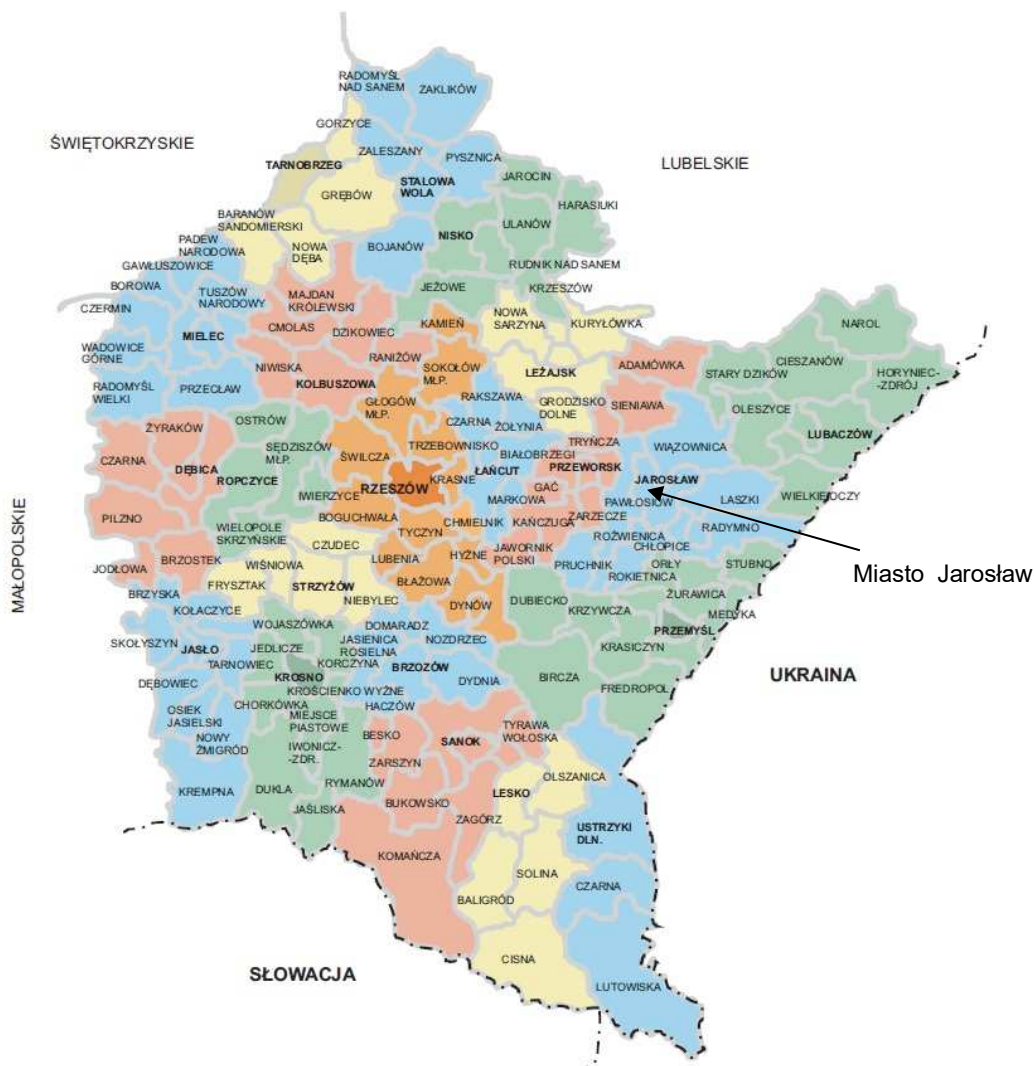 RADOMYŚL
NAD SANEM
ZAKLIKÓW
GORZYCE
ŚWIĘTOKRZYSKIE
ZALESZANY
PYSZNICA
LUBELSKIE
TARNOBRZEG
STALOWA
WOLA
JAROCIN
GRĘBÓW
HARASIUKI
BARANÓW
SANDOMIERSKI
ULANÓW
NISKO
PADEW
NARODOWA
NOWA
DĘBA
BOJANÓW
GAWŁUSZOWICE
RUDNIK NAD SANEM
BOROWA
TUSZÓW
NARODOWY
MAJDAN
KRÓLEWSKI
JEŻOWE
KRZESZÓW
CZERMIN
NOWA
SARZYNA
KURYŁÓWKA
MIELEC
CMOLAS
DZIKOWIEC
KAMIEŃ
NAROL
WADOWICE
GÓRNE
RANIŻÓW
SOKOŁÓW
MŁP.
ADAMÓWKA
CIESZANÓW
NIWISKA
LEŻAJSK
STARY DZIKÓW
HORYNIEC-
-ZDRÓJ
RADOMYŚL
WIELKI
PRZECŁAW
KOLBUSZOWA
RAKSZAWA
GRODZISKO
DOLNE
SIENIAWA
OLESZYCE
GŁOGÓW
MŁP.
CZARNA
ŻOŁYNIA
OSTRÓW
ŻYRAKÓW
TRYŃCZA
LUBACZÓW
SĘDZISZÓW
MŁP.
TRZEBOWNISKO
WIĄZOWNICA
CZARNA
ŚWILCZA
BIAŁOBRZEGI
DĘBICA
ROPCZYCE
ŁAŃCUT
PRZEWORSK
KRASNE
JAROSŁAW
RZESZÓW
GAĆ
IWIERZYCE
MARKOWA
PAWŁOSIÓW
LASZKI
WIELKIE OCZY
PILZNO
BOGUCHWAŁA
CHMIELNIK
KAŃCZUGA
ZARZECZE
WIELOPOLE
SKRZYŃSKIE
TYCZYN
ROŹWIENICA
RADYMNO
CZUDEC
CHŁOPICE
JODŁOWA
BRZOSTEK
LUBENIA
HYŻNE
JAWORNIK
POLSKI
PRUCHNIK
ORŁY
STUBNO
WIŚNIOWA
ROKIETNICA
Miasto Jarosław
BRZYSKA
FRYSZTAK
STRZYŻÓW
BŁAŻOWA
ŻURAWICA
NIEBYLEC
DYNÓW
DUBIECKO
KRZYWCZA
MEDYKA
KOŁACZYCE
WOJASZÓWKA
DOMARADZ
PRZEMYŚL
SKOŁYSZYN
JEDLICZE
JASIENICA
ROSIELNA
NOZDRZEC
KRASICZYN
JASŁO
TARNOWIEC
KORCZYNA
BRZOZÓW
DYDNIA
BIRCZA
UKRAINA
DĘBOWIEC
KROSNO
KROŚCIENKO WYŻNE
FREDROPOL
CHORKÓWKA
HACZÓW
OSIEK
JASIELSKI
MIEJSCE
PIASTOWE
TYRAWA
WOŁOSKA
NOWY
ŻMIGRÓD
BESKO
SANOK
IWONICZ-
-ZDR.
ZARSZYN
OLSZANICA
KREMPNA
RYMANÓW
LESKO
DUKLA
BUKOWSKO
JAŚLISKA
ZAGÓRZ
USTRZYKI
DLN.
KOMAŃCZA
SOLINA
CZARNA
BALIGRÓD
CISNA
SŁOWACJA
LUTOWISKA
MAŁOPOLSKIE